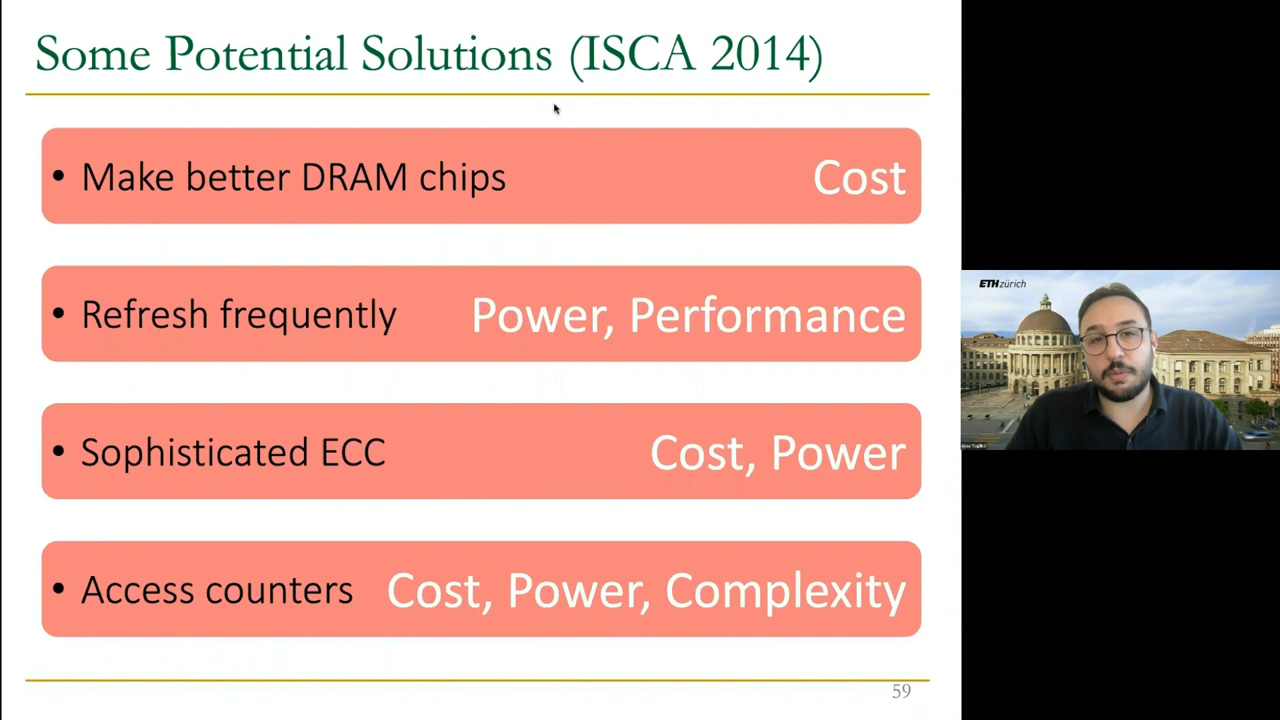 Some Potential Solutions (ISCA 2014)
• Make better DRAM chips Cost
• Refresh frequently Power, Performance
• Sophisticated ECC Cost, Power
• Access counters Cost, Power, Complexity
59
ETH zürich